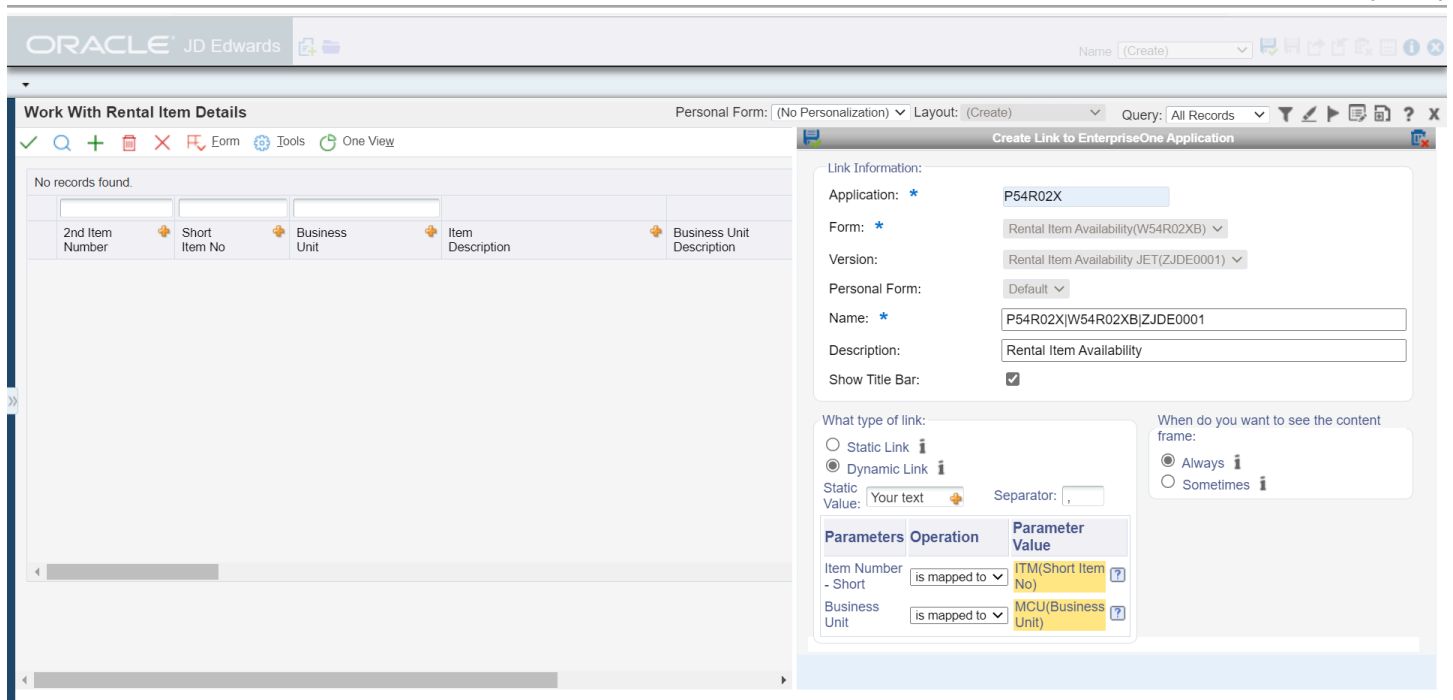 ORACLE JD Edwards
Name (Create)
Work With Rental Item Details
Personal Form: (No Personalization) Layout: (Create) Query: All Records
Form Tools One View
Create Link to EnterpriseOne Application
No records found.
2nd Item Number
Short Item No
Business Unit
Item Description
Business Unit Description
Link Information:
Application: * P54R02X
Form: * Rental Item Availability(W54R02XB)
Version: Rental Item Availability JET(ZJDE0001)
Personal Form: Default
Name: * P54R02X|W54R02XB|ZJDE0001
Description: Rental Item Availability
Show Title Bar:
What type of link:
Static Link
Dynamic Link
Static Value: Your text Separator: ,
Parameters Operation Parameter Value
Item Number - Short is mapped to ITM(Short Item No) ?
Business Unit is mapped to MCU(Business Unit) ?
When do you want to see the content frame:
Always
Sometimes